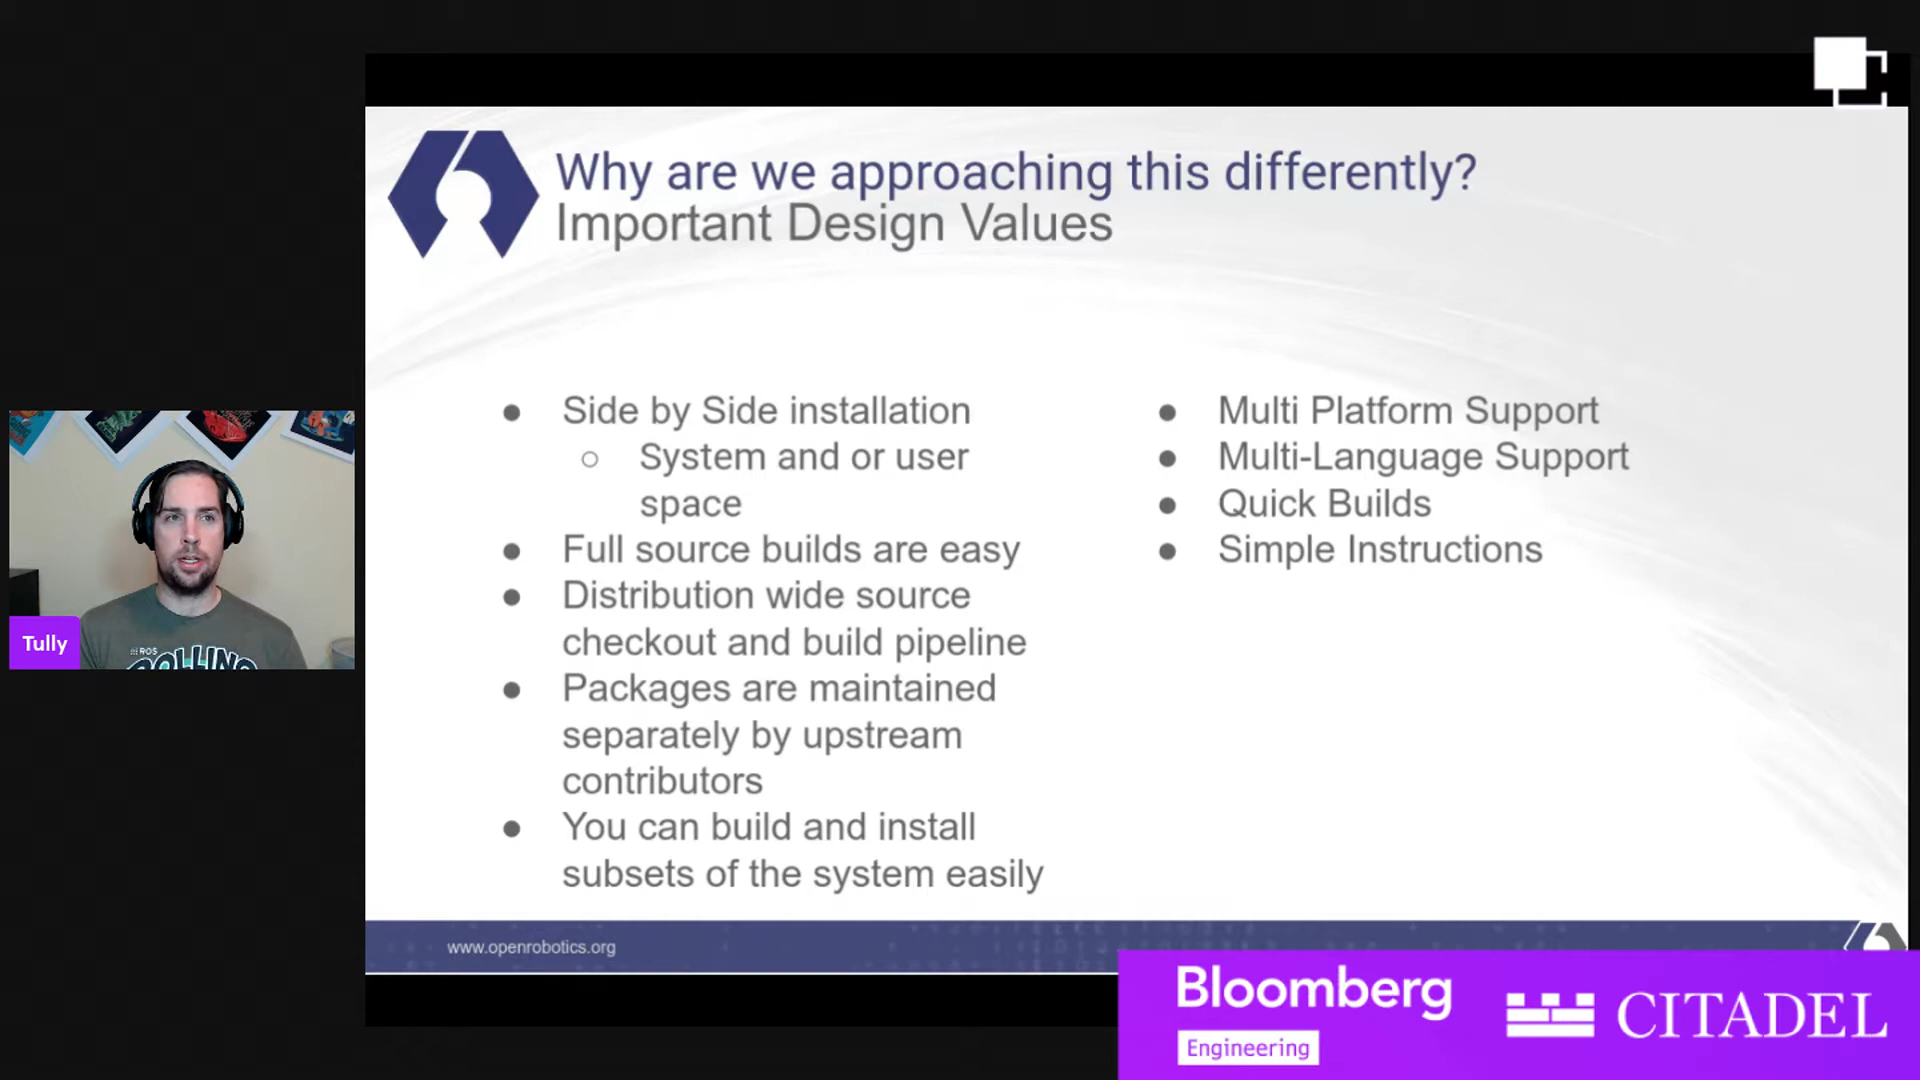 Why are we approaching this differently?
Important Design Values
● Side by Side installation
○ System and or user
space
● Full source builds are easy
● Distribution wide source
checkout and build pipeline
● Packages are maintained
separately by upstream
contributors
● You can build and install
subsets of the system easily
● Multi Platform Support
● Multi-Language Support
● Quick Builds
● Simple Instructions
Tully
ROS
ROLLING
www.openrobotics.org
Bloomberg
Engineering
CITADEL